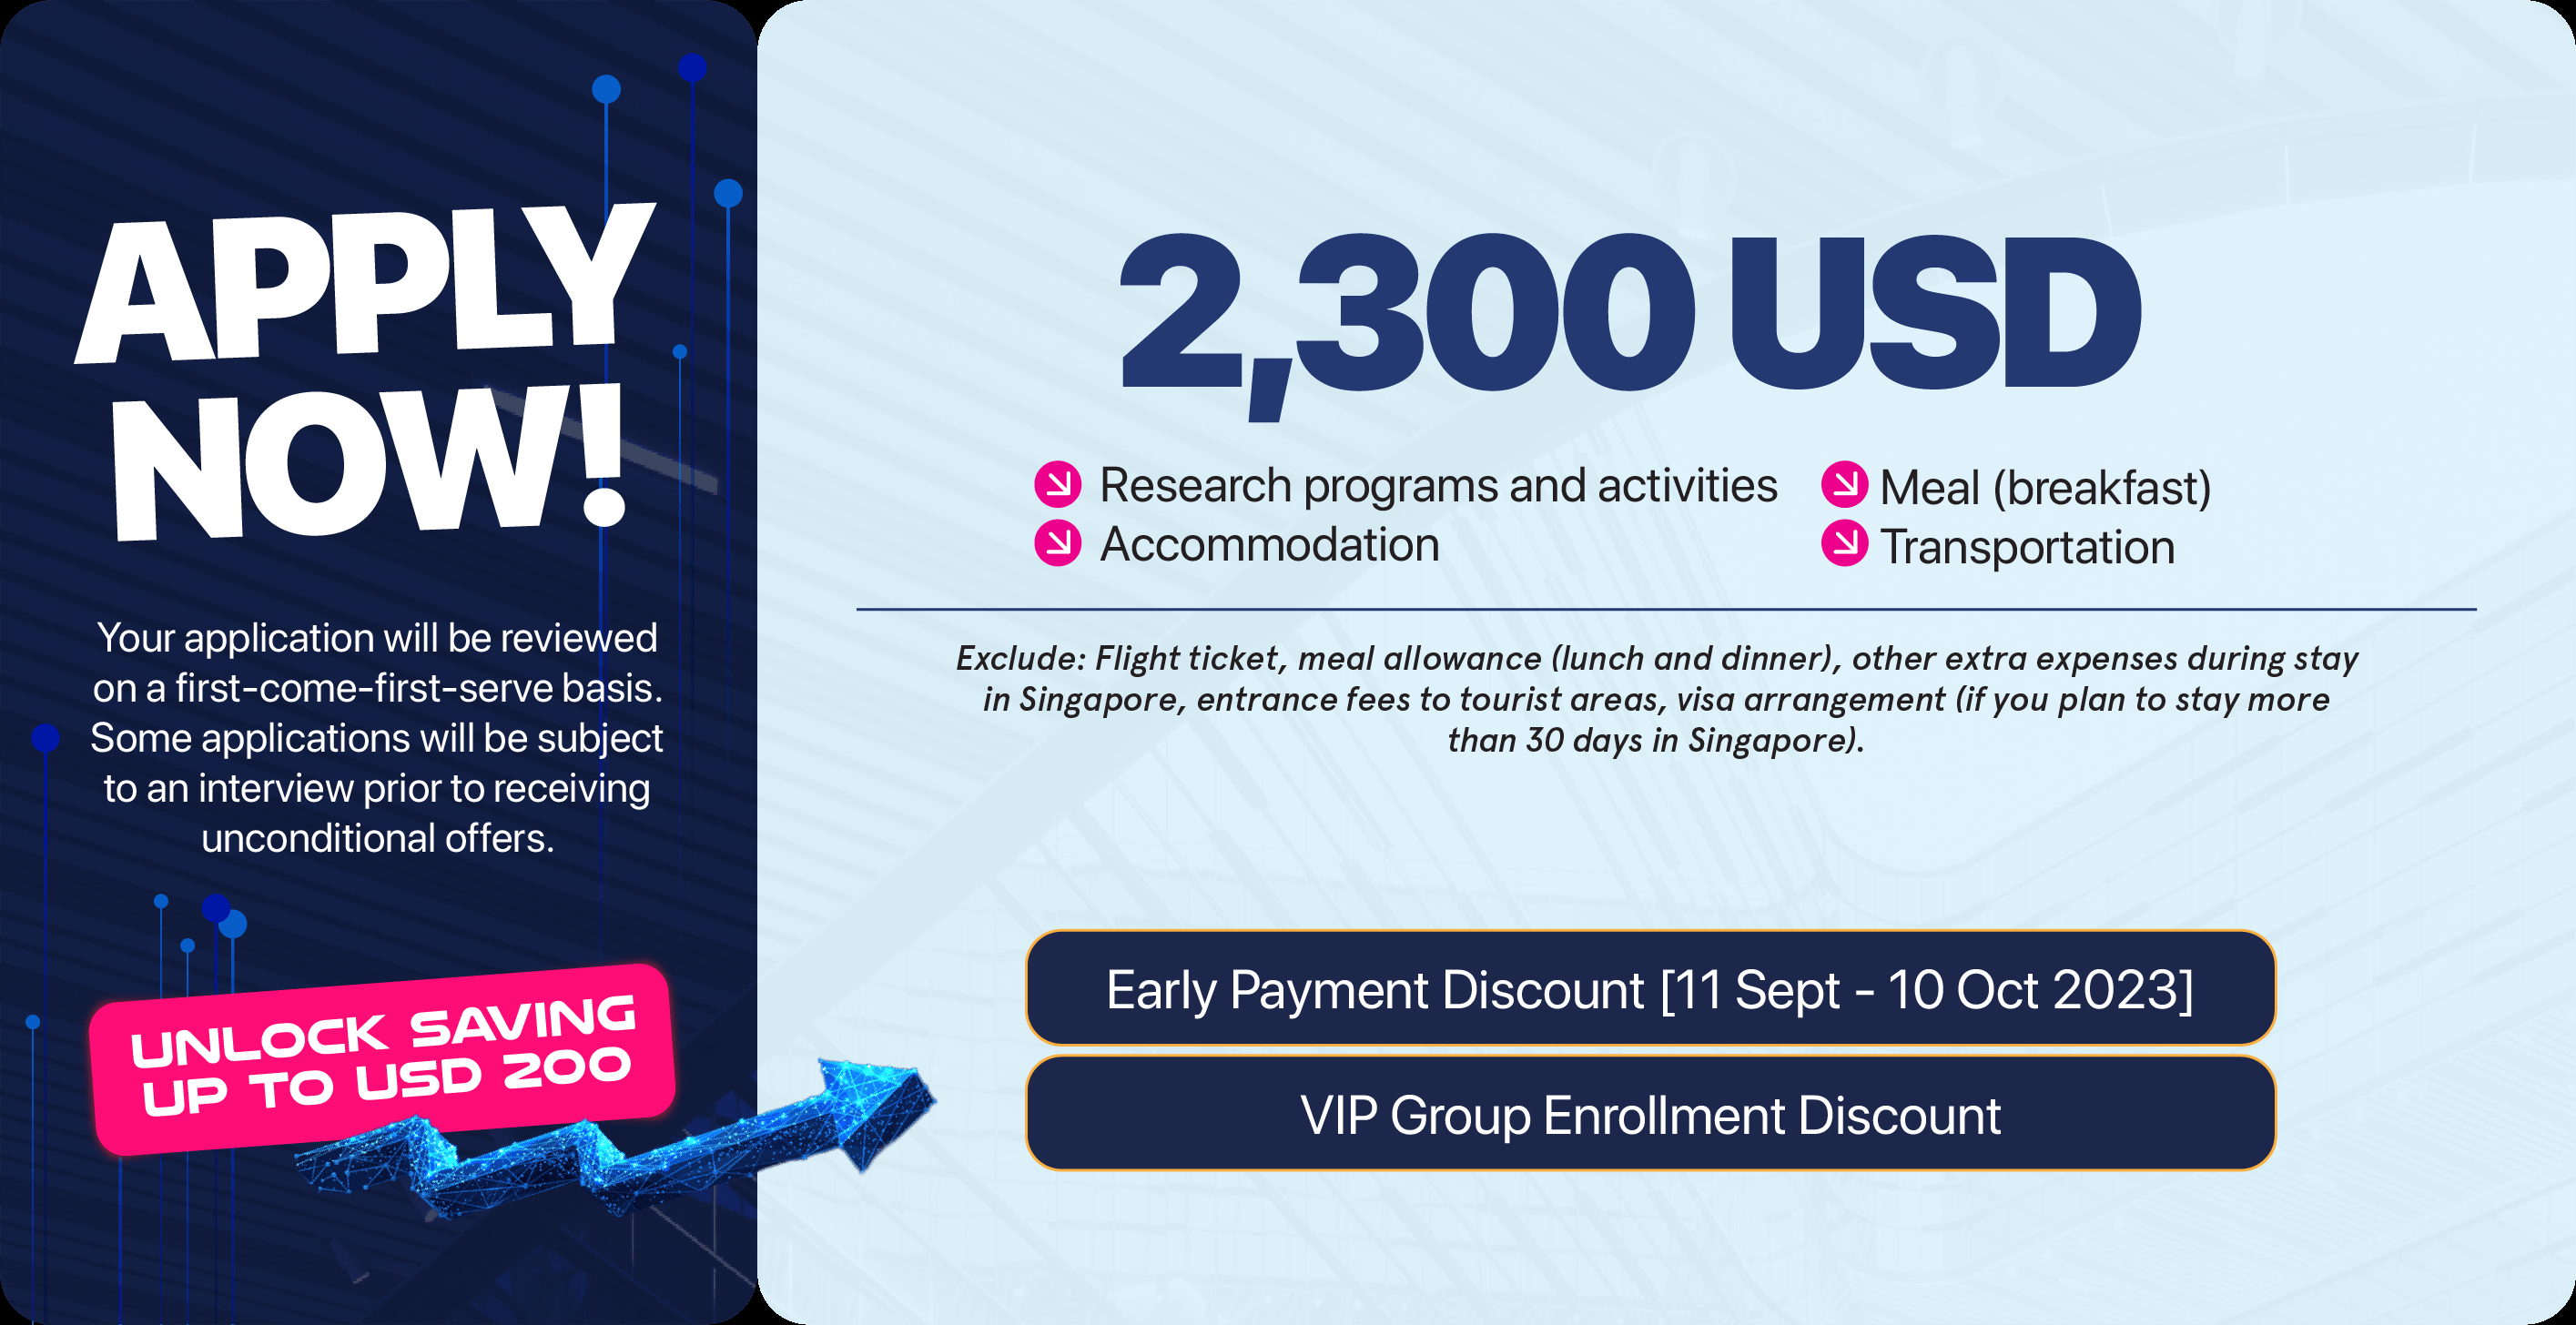 APPLY
NOW!
Your application will be reviewed
on a first-come-first-serve basis.
Some applications will be subject
to an interview prior to receiving
unconditional offers.
UNLOCK SAVING
UP TO USD 200
2,300 USD
Research programs and activities
Accommodation
Meal (breakfast)
Transportation
Exclude: Flight ticket, meal allowance (lunch and dinner), other extra expenses during stay
in Singapore, entrance fees to tourist areas, visa arrangement (if you plan to stay more
than 30 days in Singapore).
Early Payment Discount [11 Sept - 10 Oct 2023]
VIP Group Enrollment Discount